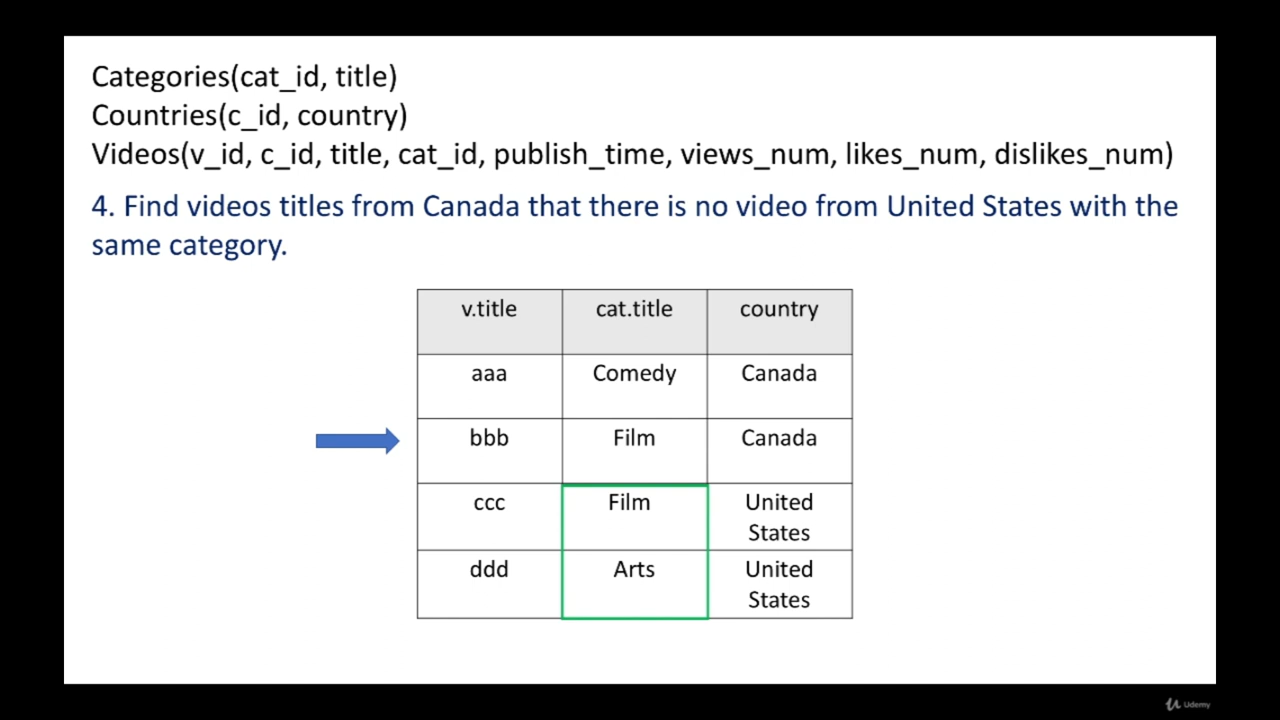 Categories(cat_id, title)
Countries(c_id, country)
Videos(v_id, c_id, title, cat_id, publish_time, views_num, likes_num, dislikes_num)
4. Find videos titles from Canada that there is no video from United States with the
same category.
v.title cat.title country
aaa Comedy Canada
bbb Film Canada
ccc Film United
States
ddd Arts United
States
Udemy